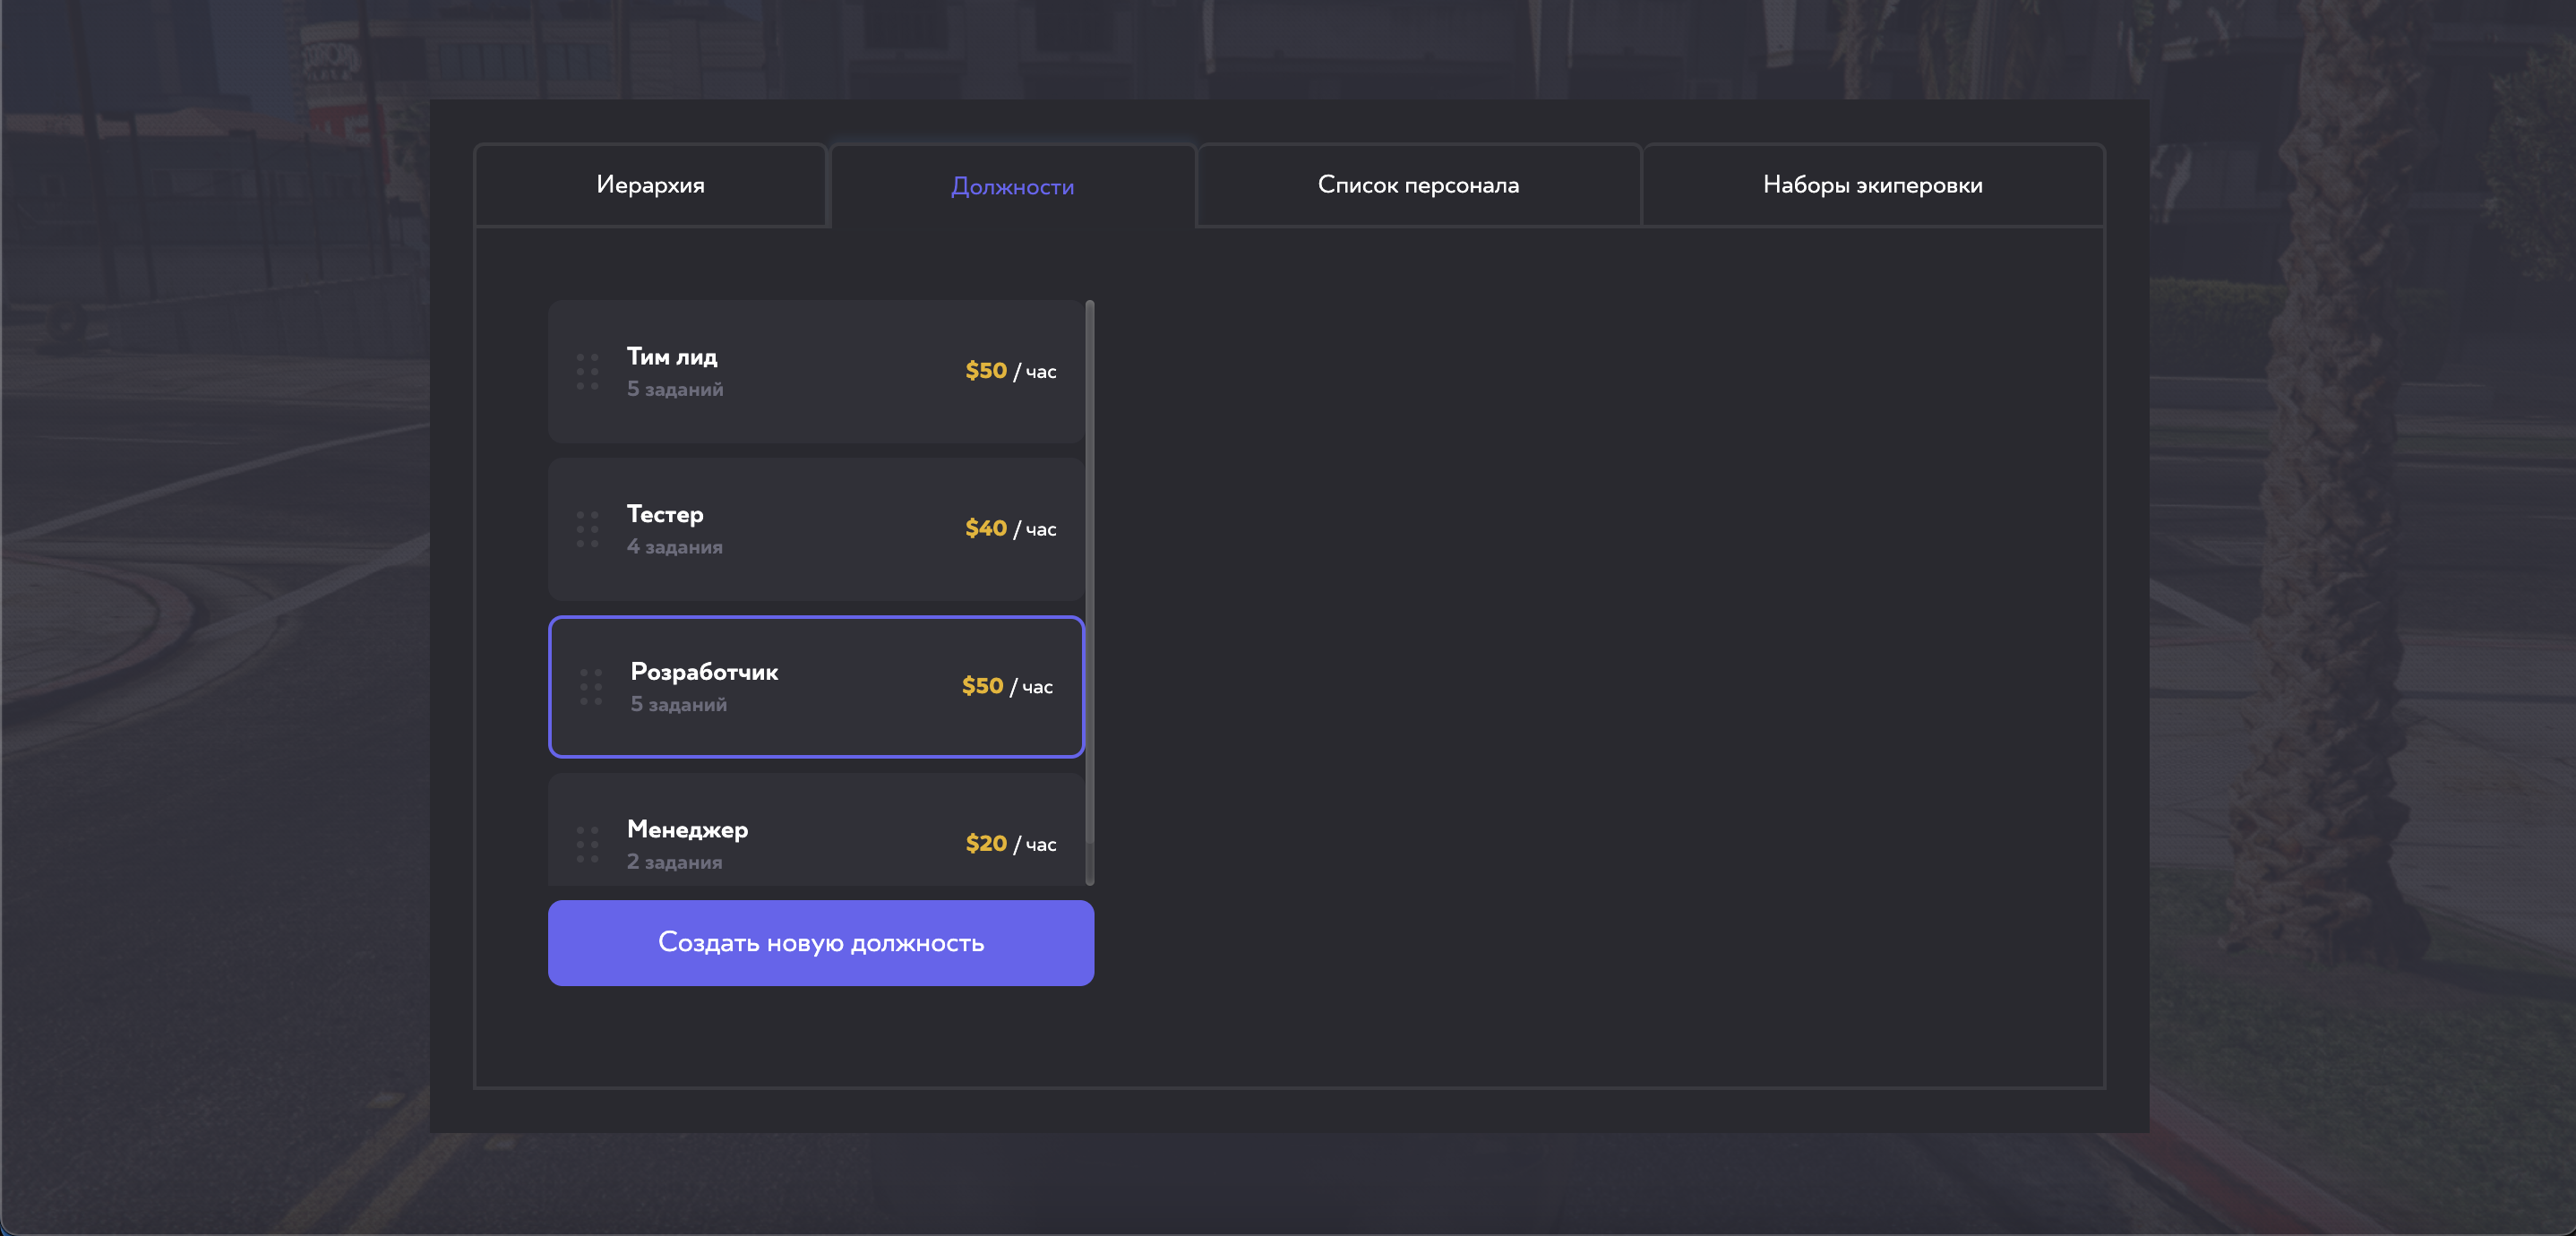 Иерархия
Должности
Список персонала
Наборы экиперовки
Тим лид
5 заданий
$50 / час
Тестер
4 задания
$40 / час
Розработчик
5 заданий
$50 / час
Менеджер
2 задания
$20 / час
Создать новую должность